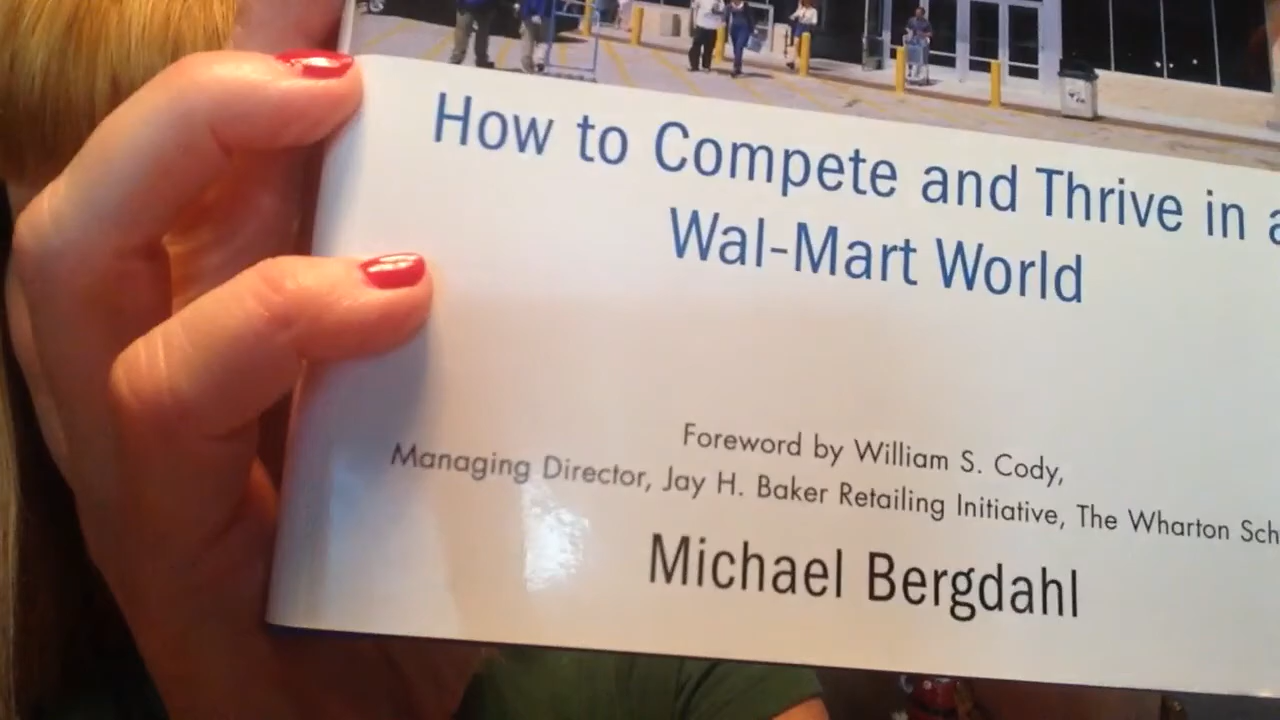 How to Compete and Thrive in a
Wal-Mart World
Foreword by William S. Cody,
Managing Director, Jay H. Baker Retailing Initiative, The Wharton Sch
Michael Bergdahl